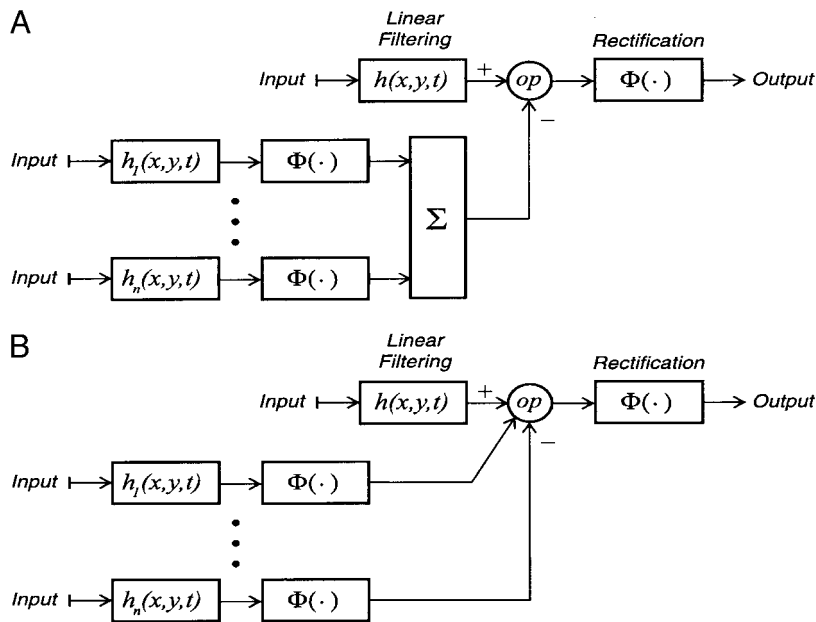 A
Linear
Filtering
Rectification
Input
h(x,y,t)
+
op
Φ(·)
Output
−
Input
h₁(x,y,t)
Φ(·)
Σ
Input
hₙ(x,y,t)
Φ(·)
B
Linear
Filtering
Rectification
Input
h(x,y,t)
+
op
Φ(·)
Output
−
Input
h₁(x,y,t)
Φ(·)
Input
hₙ(x,y,t)
Φ(·)